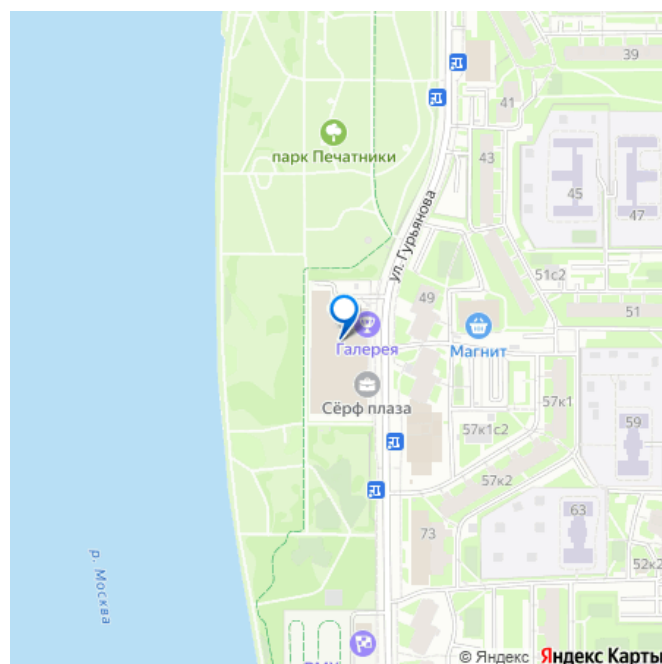 39
41
парк Печатники
43
45
47
ул. Гурьянова
51с2
49
51
Галерея
Магнит
Сёрф плаза
57к1
57к1с2
59
57к2
63
73
52к2
р. Москва
© Яндекс Яндекс Карты